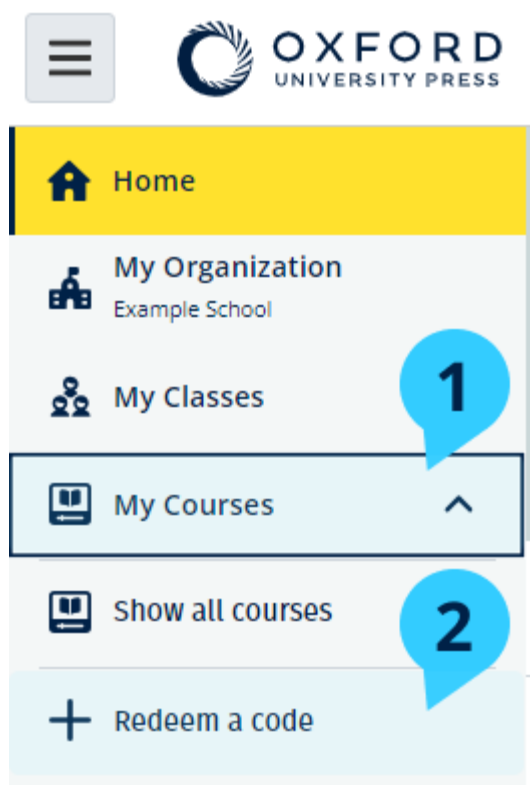 OXFORD
UNIVERSITY PRESS
Home
My Organization
Example School
1
My Classes
My Courses
2
Show all courses
Redeem a code